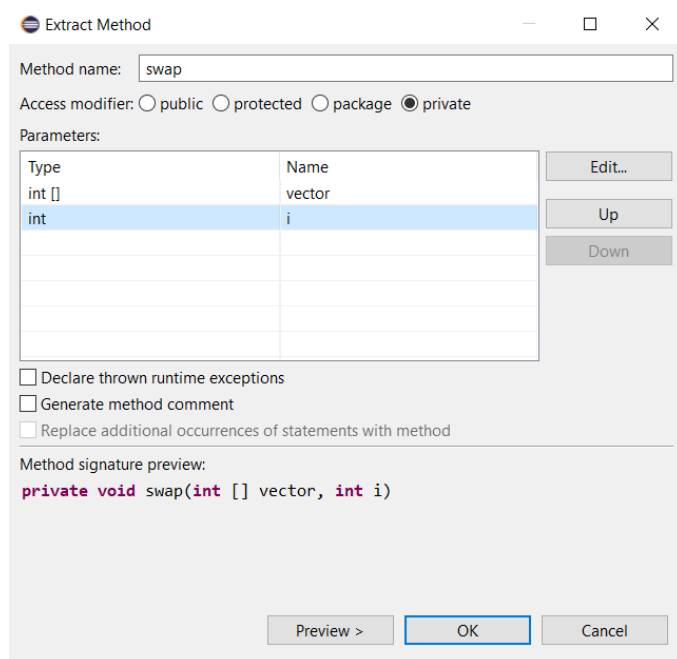 Extract Method
Method name: swap
Access modifier: public protected package private
Parameters:
Type Name Edit...
int [] vector
int i Up
Down
Declare thrown runtime exceptions
Generate method comment
Replace additional occurrences of statements with method
Method signature preview:
private void swap(int [] vector, int i)
Preview > OK Cancel